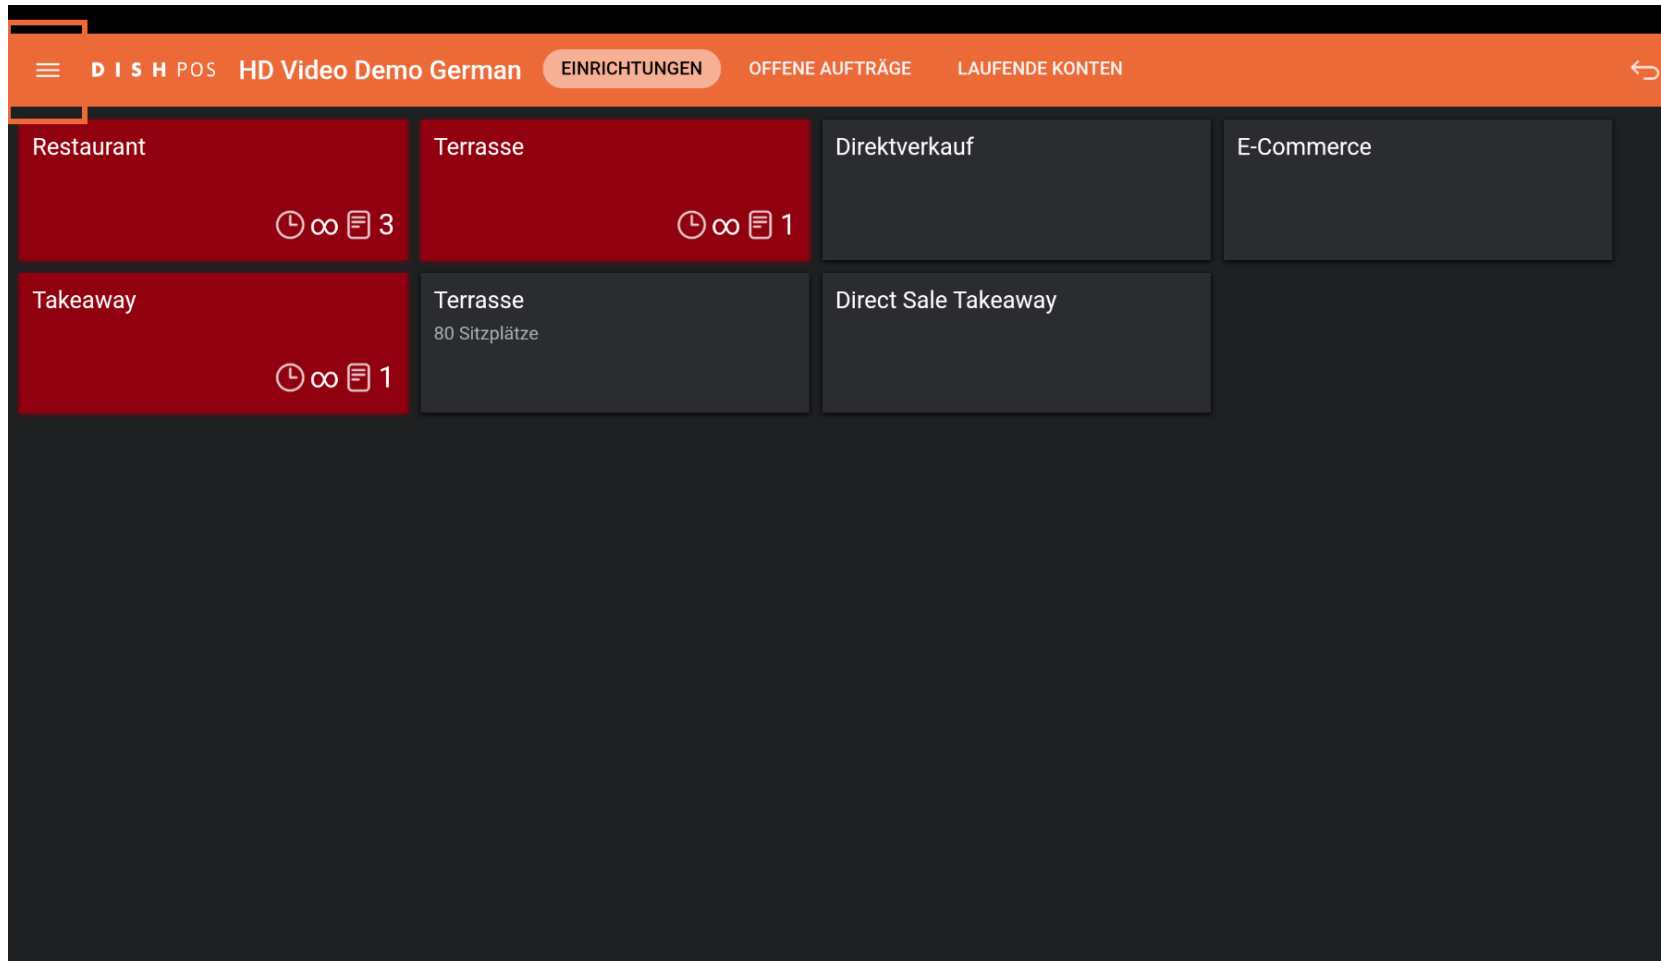 DISH POS HD Video Demo German EINRICHTUNGEN OFFENE AUFTRÄGE LAUFENDE KONTEN
Restaurant
∞ 3
Terrasse
∞ 1
Direktverkauf
E-Commerce
Takeaway
∞ 1
Terrasse
80 Sitzplätze
Direct Sale Takeaway